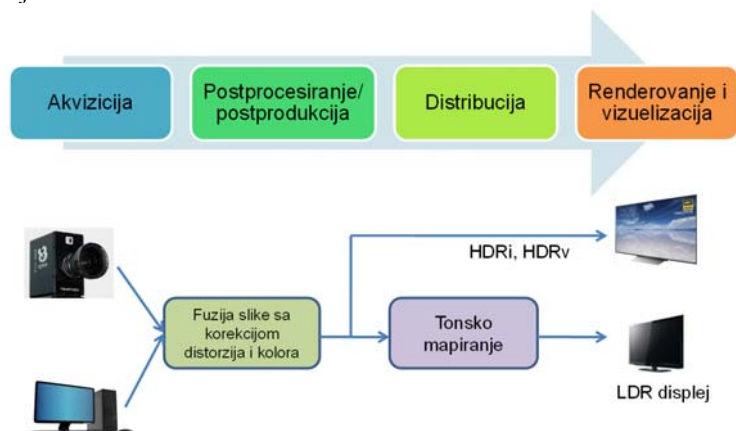 Akvizicija
Postprocesiranje/
postprodukcija
Distribucija
Renderovanje i
vizuelizacija
HDRi, HDRv
Fuzija slike sa
korekcijom
distorzija i kolora
Tonsko
mapiranje
LDR displej